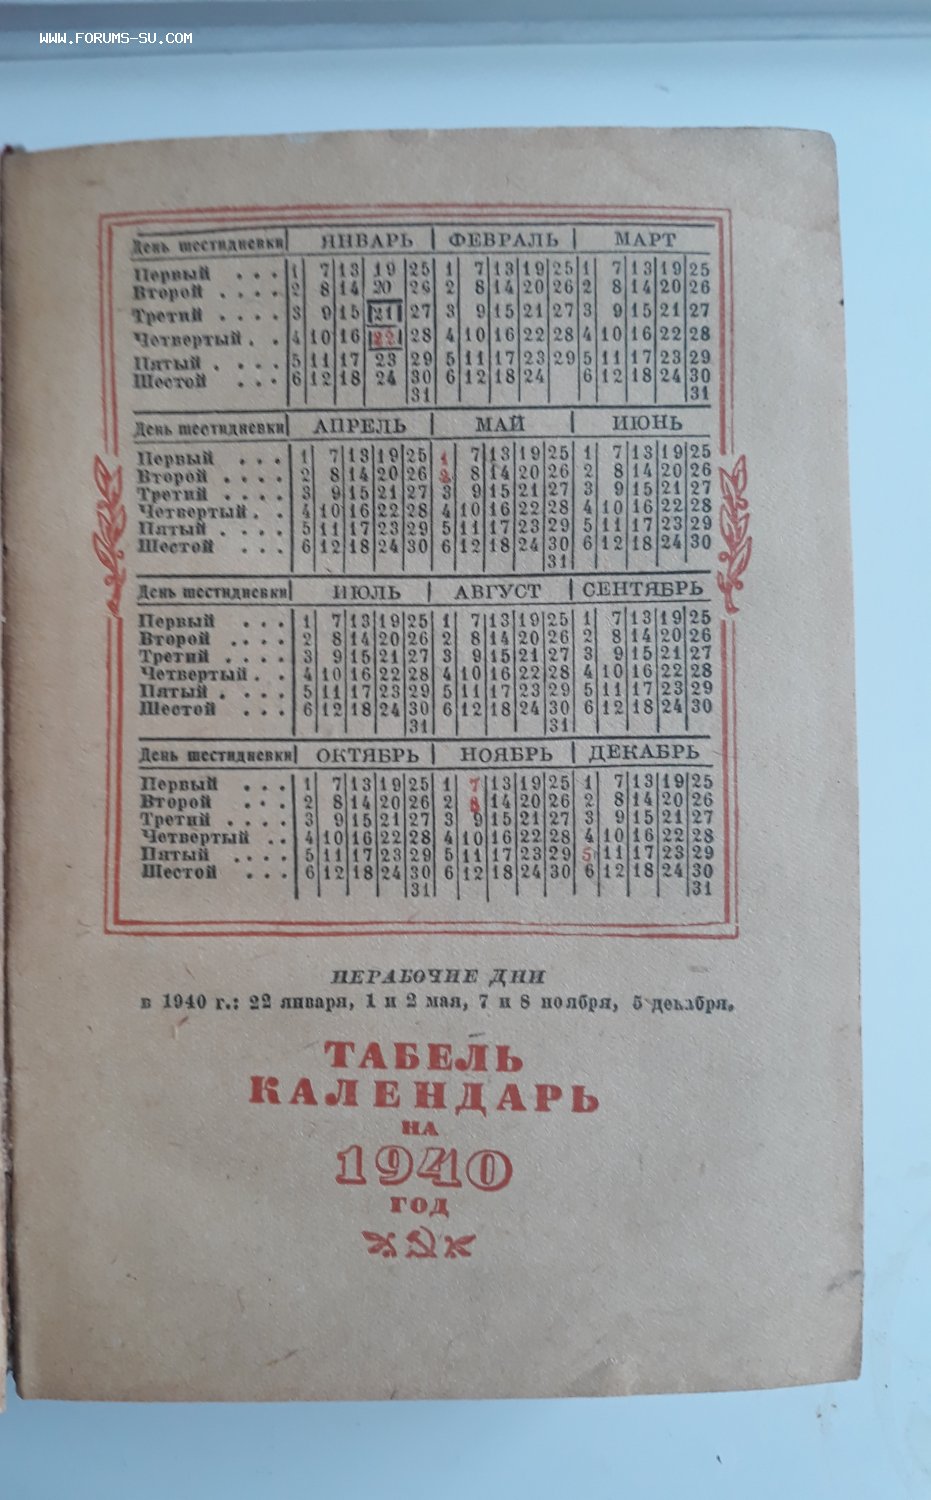 WWW.FORUMS-SU.COM
День шестидневки ЯНВАРЬ ФЕВРАЛЬ МАРТ
Первый . . . 1 7 13 19 25 1 7 13 19 25 1 7 13 19 25
Второй . . . . 2 8 14 20 26 2 8 14 20 26 2 8 14 20 26
Третий . . . . 3 9 15 21 27 3 9 15 21 27 3 9 15 21 27
Четвертый . . 4 10 16 22 28 4 10 16 22 28 4 10 16 22 28
Пятый . . . . 5 11 17 23 29 5 11 17 23 29 5 11 17 23 29
Шестой . . . 6 12 18 24 30 6 12 18 24 6 12 18 24 30
31 31
День шестидневки АПРЕЛЬ МАЙ ИЮНЬ
Первый . . . 1 7 13 19 25 1 7 13 19 25 1 7 13 19 25
Второй . . . . 2 8 14 20 26 2 8 14 20 26 2 8 14 20 26
Третий . . . . 3 9 15 21 27 3 9 15 21 27 3 9 15 21 27
Четвертый . . 4 10 16 22 28 4 10 16 22 28 4 10 16 22 28
Пятый . . . . 5 11 17 23 29 5 11 17 23 29 5 11 17 23 29
Шестой . . . 6 12 18 24 30 6 12 18 24 30 6 12 18 24 30
31
День шестидневки ИЮЛЬ АВГУСТ СЕНТЯБРЬ
Первый . . . 1 7 13 19 25 1 7 13 19 25 1 7 13 19 25
Второй . . . . 2 8 14 20 26 2 8 14 20 26 2 8 14 20 26
Третий . . . . 3 9 15 21 27 3 9 15 21 27 3 9 15 21 27
Четвертый . . 4 10 16 22 28 4 10 16 22 28 4 10 16 22 28
Пятый . . . . 5 11 17 23 29 5 11 17 23 29 5 11 17 23 29
Шестой . . . 6 12 18 24 30 6 12 18 24 30 6 12 18 24 30
31 31
День шестидневки ОКТЯБРЬ НОЯБРЬ ДЕКАБРЬ
Первый . . . 1 7 13 19 25 1 7 13 19 25 1 7 13 19 25
Второй . . . 2 8 14 20 26 2 8 14 20 26 2 8 14 20 26
Третий . . . . 3 9 15 21 27 3 9 15 21 27 3 9 15 21 27
Четвертый . . 4 10 16 22 28 4 10 16 22 28 4 10 16 22 28
Пятый . . . . 5 11 17 23 29 5 11 17 23 29 5 11 17 23 29
Шестой . . . 6 12 18 24 30 6 12 18 24 30 6 12 18 24 30
31 31
НЕРАБОЧИЕ ДНИ
в 1940 г.: 22 января, 1 и 2 мая, 7 и 8 ноября, 5 декабря.
ТАБЕЛЬ
КАЛЕНДАРЬ
НА
1940
ГОД